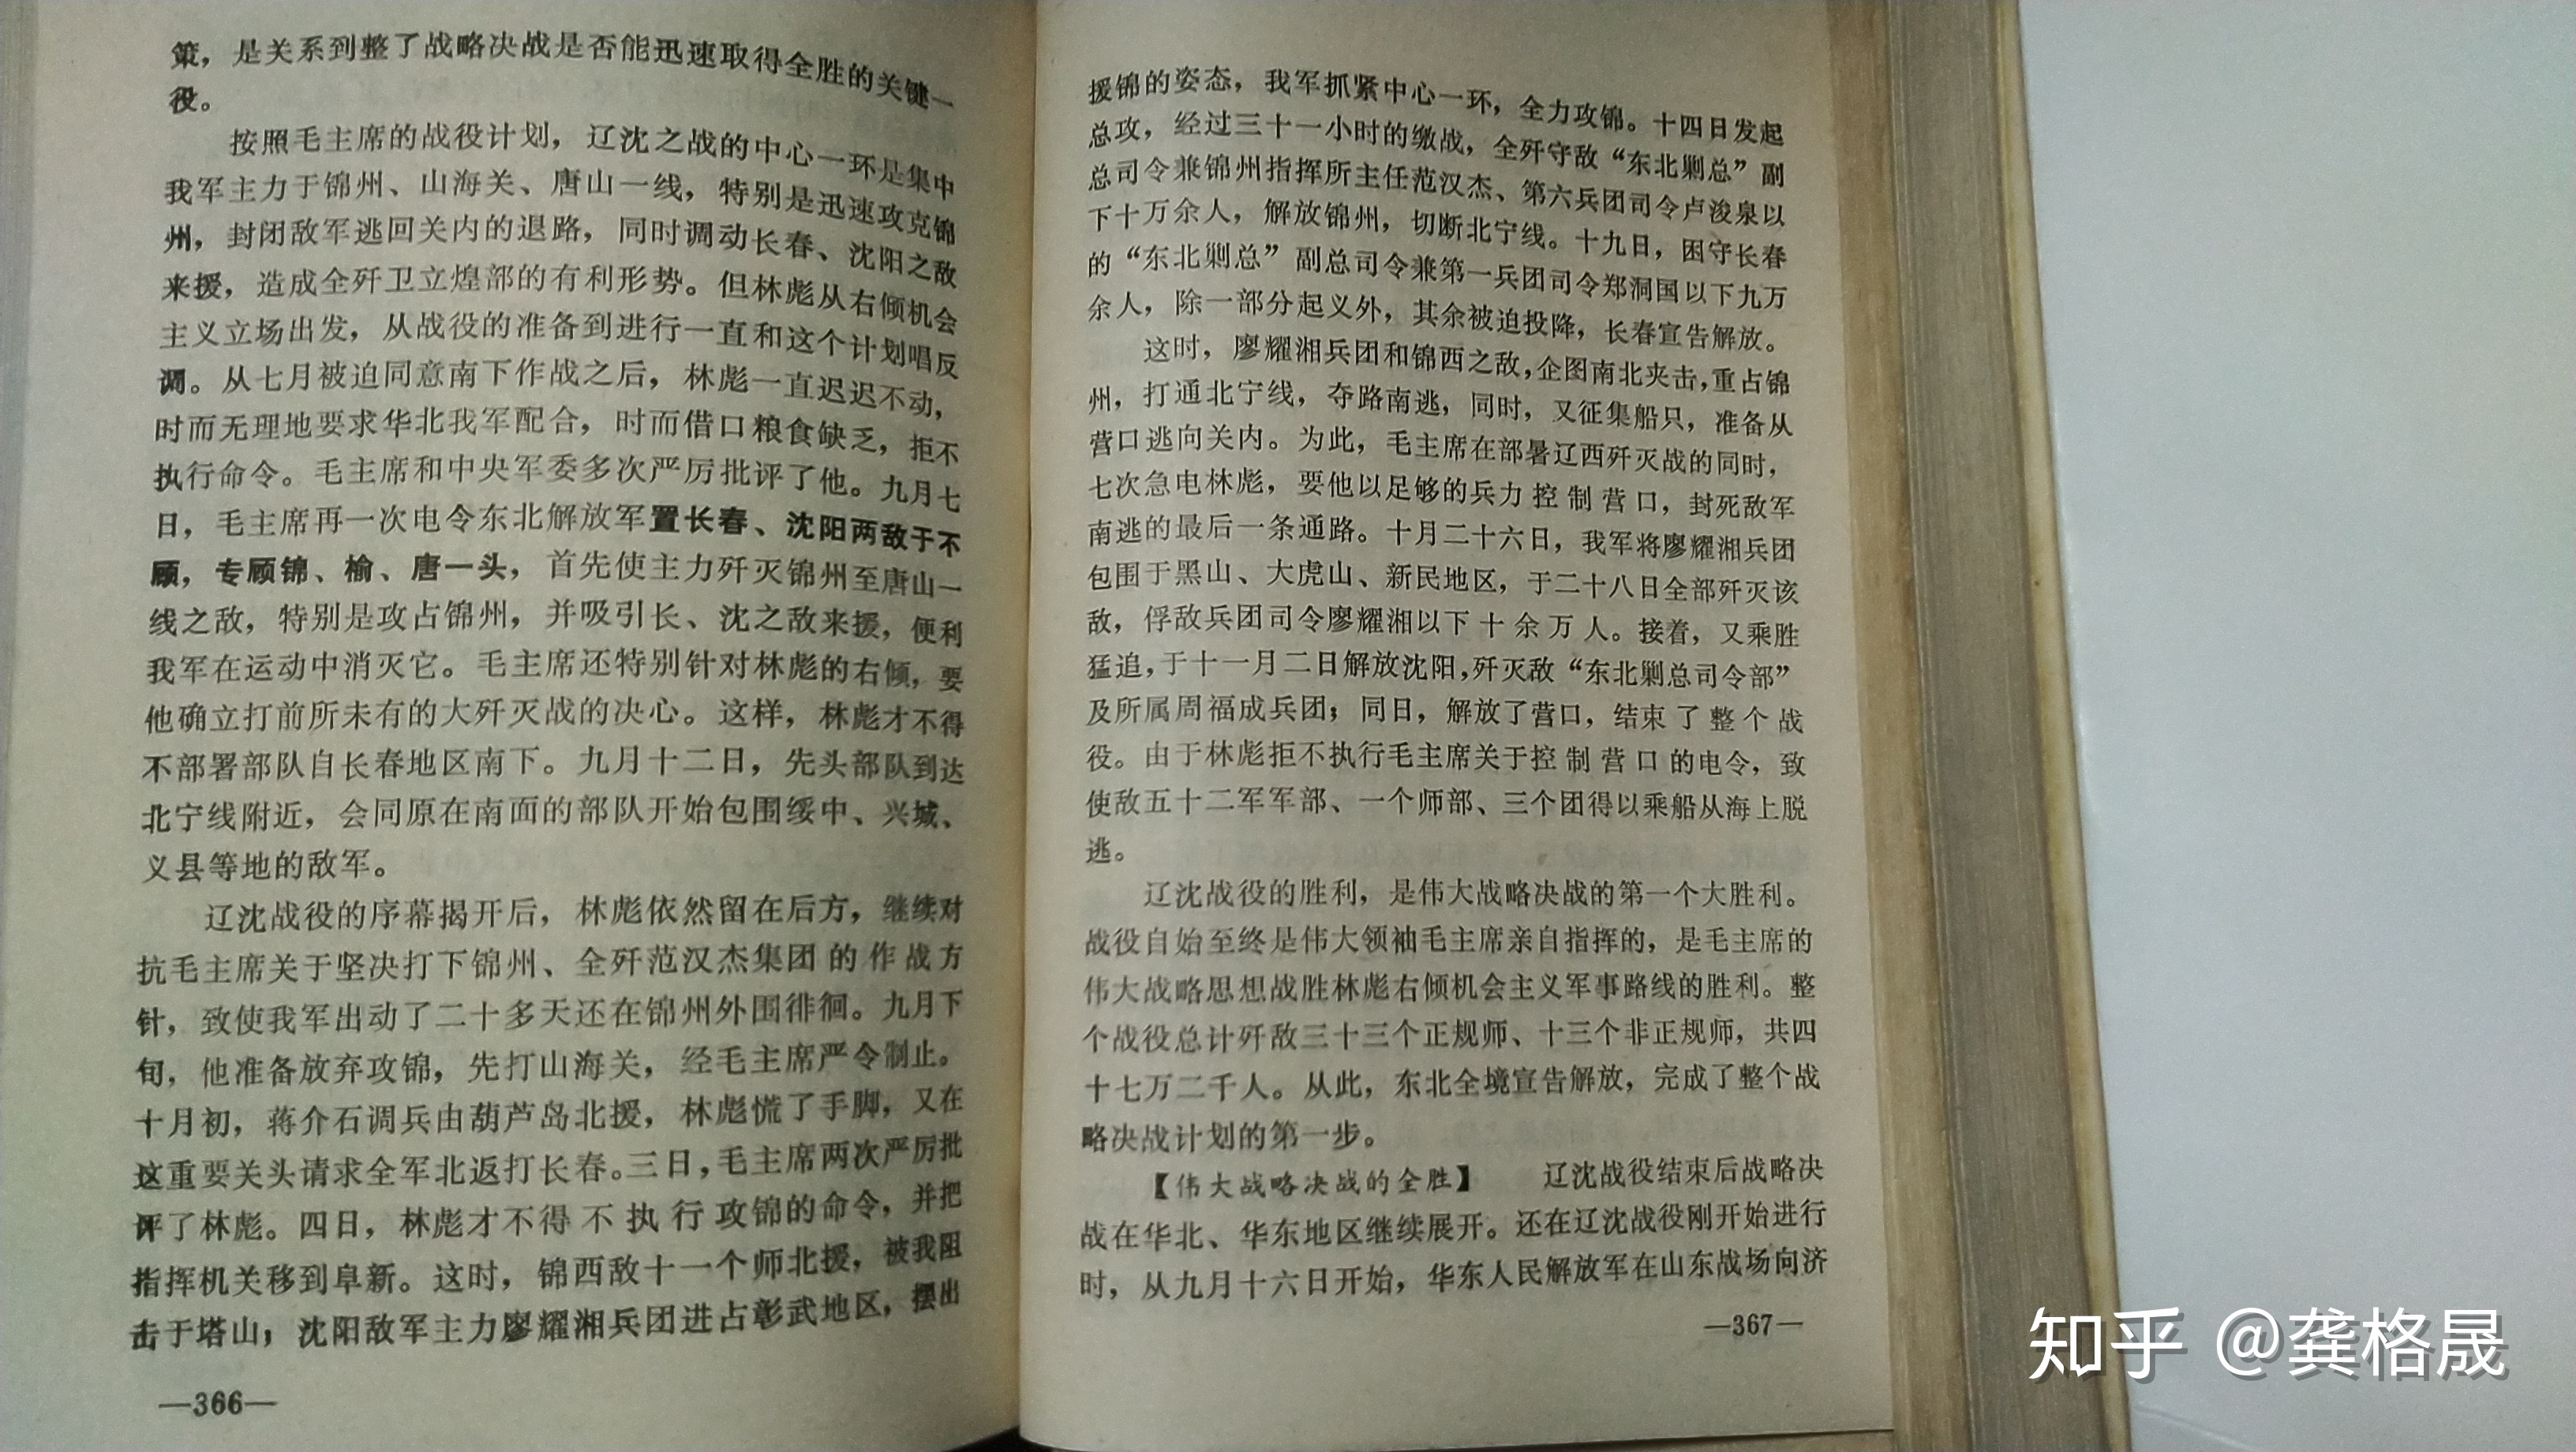 策，是关系到整了战略决战是否能迅速取得全胜的关键一
役。
按照毛主席的战役计划，辽沈之战的中心一环是集中
我军主力于锦州、山海关、唐山一线，特别是迅速攻克锦
州，封闭敌军逃回关内的退路，同时调动长春、沈阳之敌
来援，造成全歼卫立煌部的有利形势。但林彪从右倾机会
主义立场出发，从战役的准备到进行一直和这个计划唱反
调。从七月被迫同意南下作战之后，林彪一直迟迟不动，
时而无理地要求华北我军配合，时而借口粮食缺乏，拒不
执行命令。毛主席和中央军委多次严厉批评了他。九月七
日，毛主席再一次电令东北解放军置长春、沈阳两敌于不
顾，专顾锦、榆、唐一头，首先使主力歼灭锦州至唐山一
线之敌，特别是攻占锦州，并吸引长、沈之敌来援，便利
我军在运动中消灭它。毛主席还特别针对林彪的右倾，要
他确立打前所未有的大歼灭战的决心。这样，林彪才不得
不部署部队自长春地区南下。九月十二日，先头部队到达
北宁线附近，会同原在南面的部队开始包围绥中、兴城、
义县等地的敌军。
辽沈战役的序幕揭开后，林彪依然留在后方，继续对
抗毛主席关于坚决打下锦州、全歼范汉杰集团的作战方
针，致使我军出动了二十多天还在锦州外围徘徊。九月下
旬，他准备放弃攻锦，先打山海关，经毛主席严令制止。
十月初，蒋介石调兵由葫芦岛北援，林彪慌了手脚，又在
这重要关头请求全军北返打长春。三日，毛主席两次严厉批
评了林彪。四日，林彪才不得不执行攻锦的命令，并把
指挥机关移到阜新。这时，锦西敌十一个师北援，被我阻
击于塔山；沈阳敌军主力廖耀湘兵团进占彰武地区，摆出
—366—
援锦的姿态，我军抓紧中心一环，全力攻锦。十四日发起
总攻，经过三十一小时的缴战，全歼守敌“东北剿总”副
总司令兼锦州指挥所主任范汉杰、第六兵团司令卢浚泉以
下十万余人，解放锦州，切断北宁线。十九日，困守长春
的“东北剿总”副总司令兼第一兵团司令郑洞国以下九万
余人，除一部分起义外，其余被迫投降，长春宣告解放。
这时，廖耀湘兵团和锦西之敌，企图南北夹击，重占锦
州，打通北宁线，夺路南逃，同时，又征集船只，准备从
营口逃向关内。为此，毛主席在部暑辽西歼灭战的同时，
七次急电林彪，要他以足够的兵力控制营口，封死敌军
南逃的最后一条通路。十月二十六日，我军将廖耀湘兵团
包围于黑山、大虎山、新民地区，于二十八日全部歼灭该
敌，俘敌兵团司令廖耀湘以下十余万人。接着，又乘胜
猛追，于十一月二日解放沈阳，歼灭敌“东北剿总司令部”
及所属周福成兵团；同日，解放了营口，结束了整个战
役。由于林彪拒不执行毛主席关于控制营口的电令，致
使敌五十二军军部、一个师部、三个团得以乘船从海上脱
逃。
辽沈战役的胜利，是伟大战略决战的第一个大胜利。
战役自始至终是伟大领袖毛主席亲自指挥的，是毛主席的
伟大战略思想战胜林彪右倾机会主义军事路线的胜利。整
个战役总计歼敌三十三个正规师、十三个非正规师，共四
十七万二千人。从此，东北全境宣告解放，完成了整个战
略决战计划的第一步。
【伟大战略决战的全胜】 辽沈战役结束后战略决
战在华北、华东地区继续展开。还在辽沈战役刚开始进行
时，从九月十六日开始，华东人民解放军在山东战场向济
—367—
知乎 @龚格晟